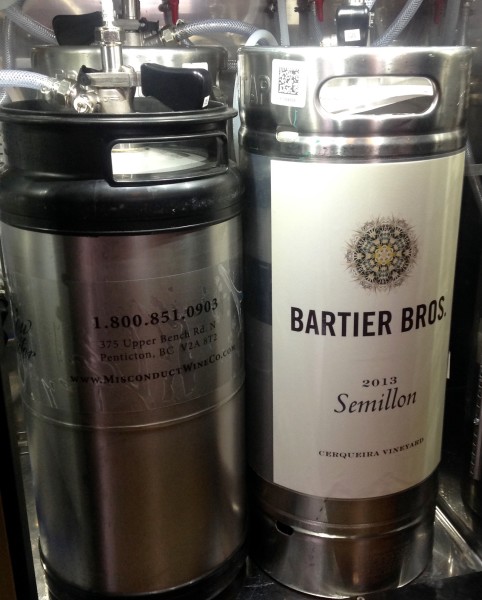 1.800.851.0903
375 Upper Bench Rd. N
Penticton, BC V2A 8T2
www.MisconductWineCo.com
BARTIER BROS.
2013
Semillon
CERQUEIRA VINEYARD